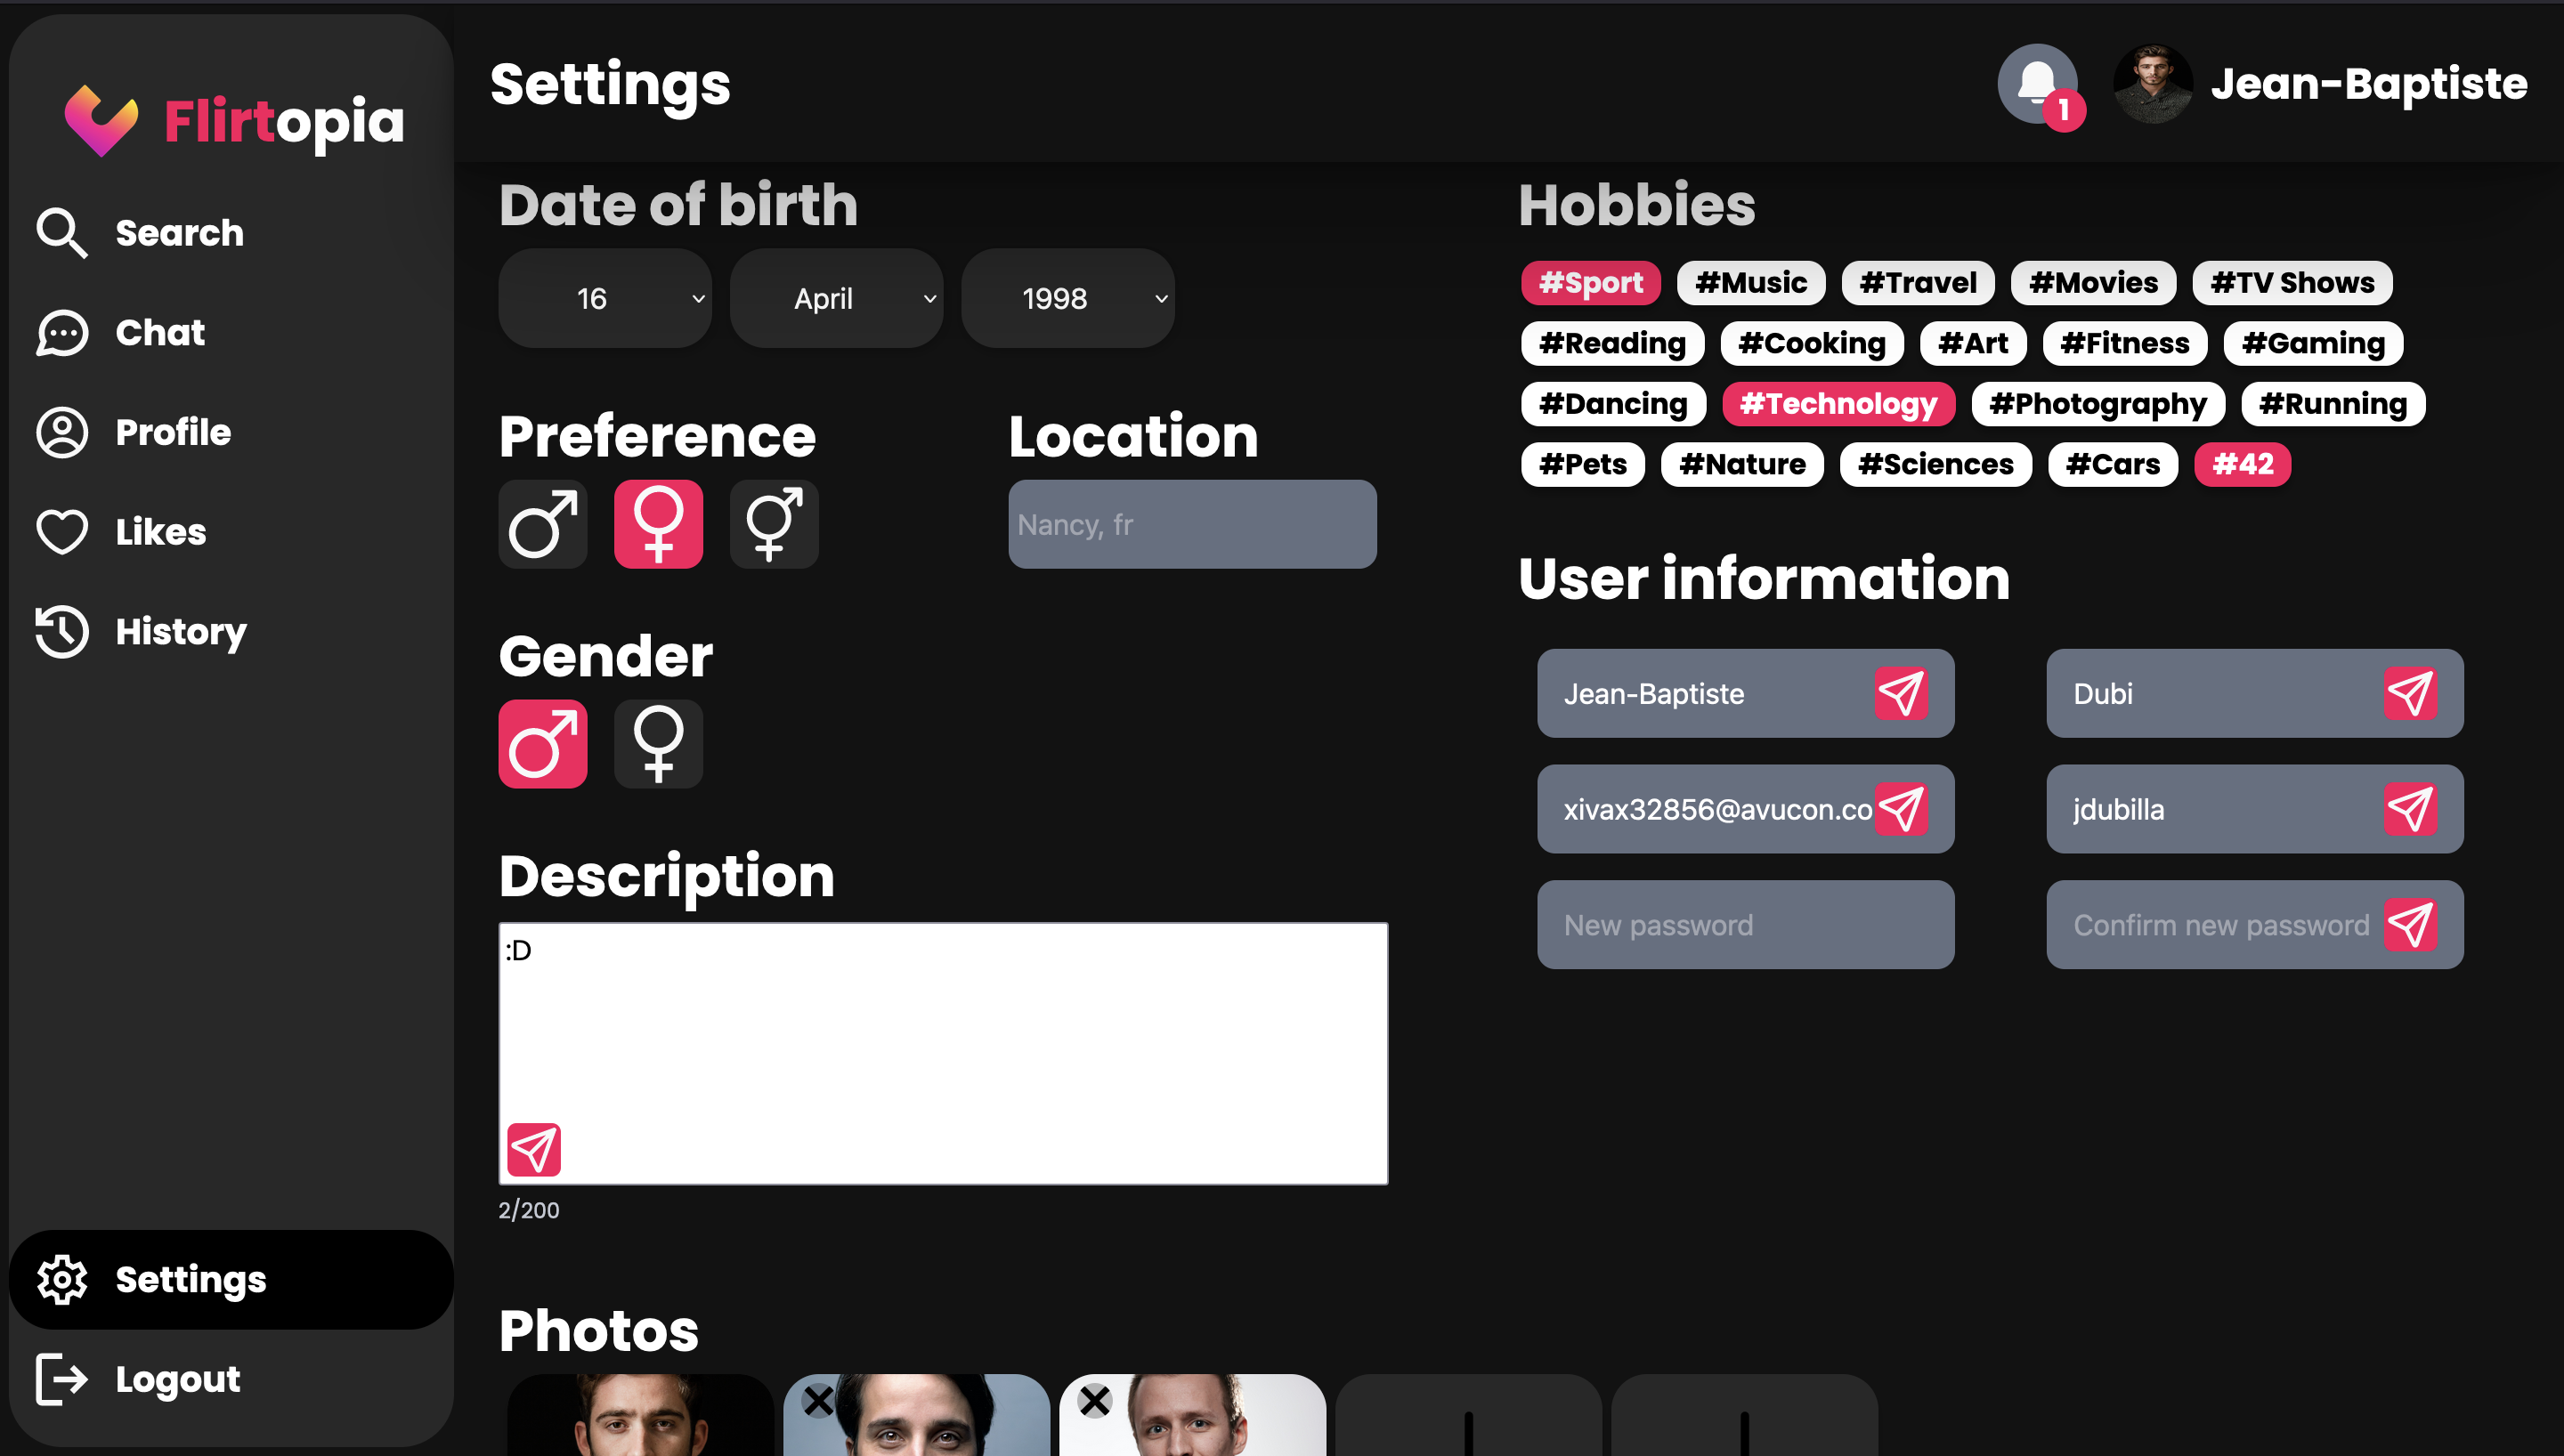 Flirtopia
Search
Chat
Profile
Likes
History
Settings
Logout
Settings
1
Jean-Baptiste
Date of birth
16 April 1998
Preference
Location
Nancy, fr
Gender
Description
:D
2/200
Photos
Hobbies
#Sport #Music #Travel #Movies #TV Shows
#Reading #Cooking #Art #Fitness #Gaming
#Dancing #Technology #Photography #Running
#Pets #Nature #Sciences #Cars #42
User information
Jean-Baptiste Dubi
xivax32856@avucon.co jdubilla
New password Confirm new password